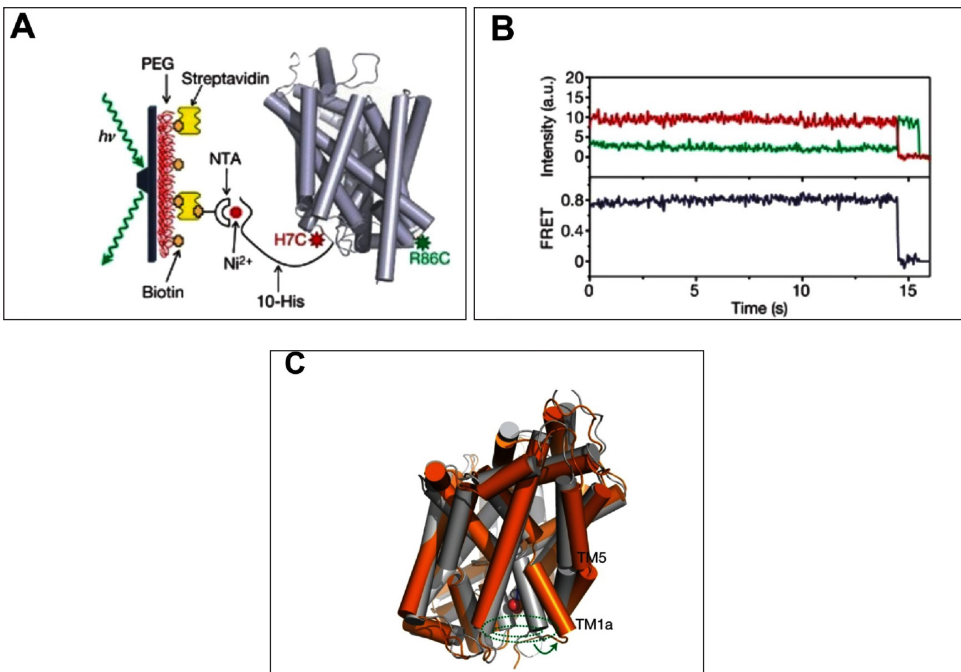 A
PEG
Streptavidin
hν
NTA
H7C
R86C
Ni2+
Biotin
10-His
B
Intensity (a.u.)
20
15
10
5
0
FRET
0.8
0.4
0
0
5
10
15
Time (s)
C
TM5
TM1a